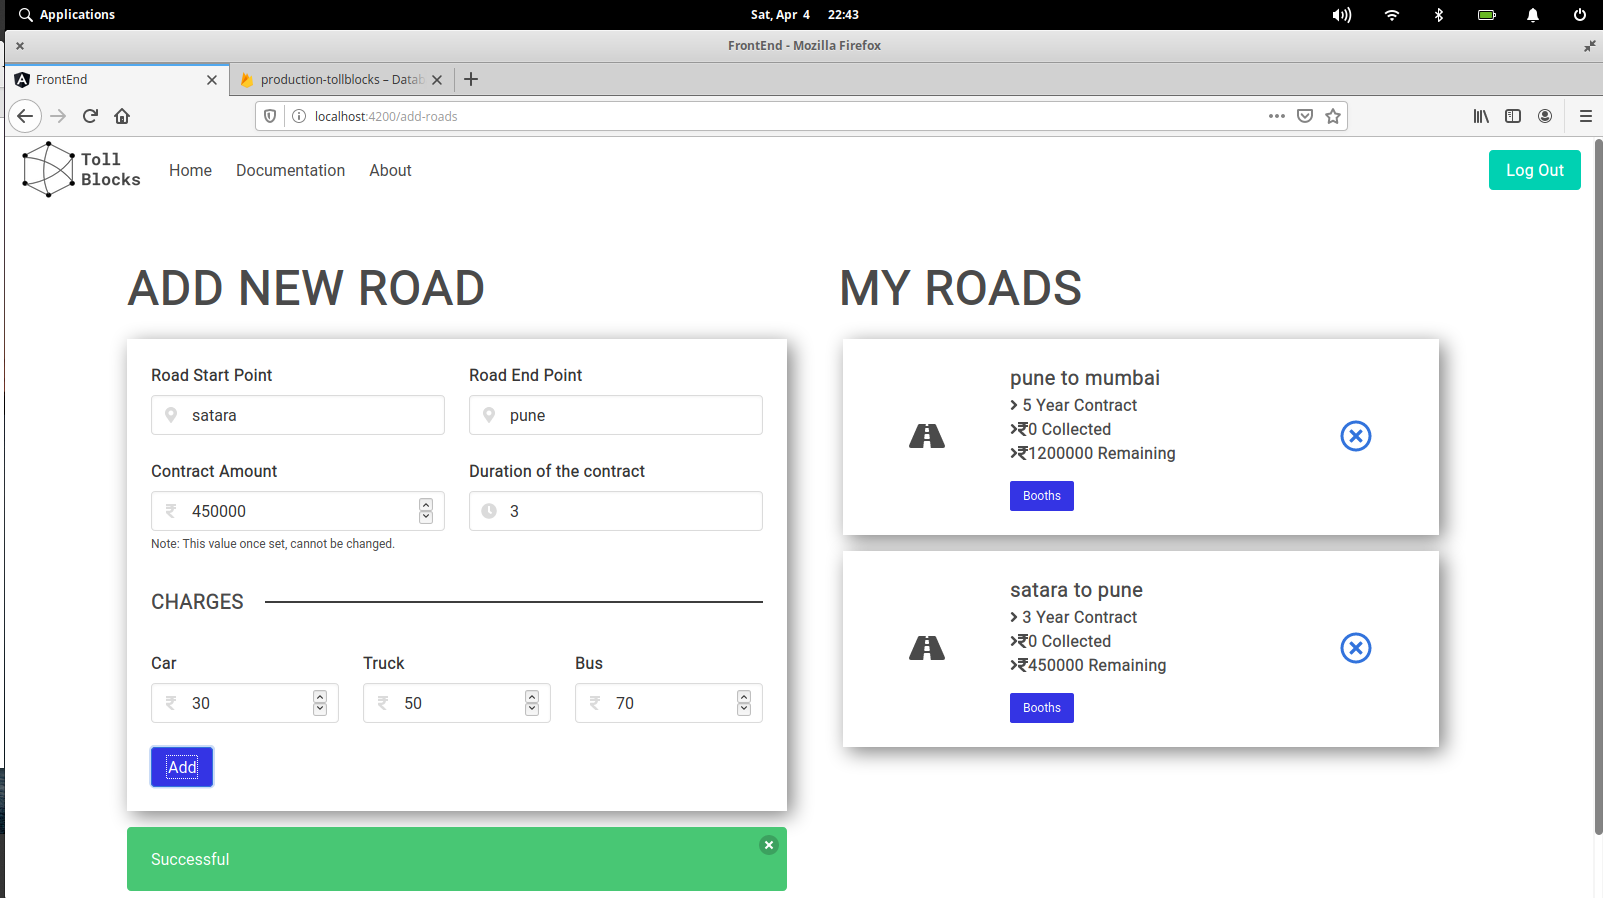 Applications
Sat, Apr 4 22:43
FrontEnd - Mozilla Firefox
FrontEnd
production-tollblocks – Datab
localhost:4200/add-roads
Toll
Blocks
Home
Documentation
About
Log Out
ADD NEW ROAD
Road Start Point
Road End Point
satara
pune
Contract Amount
Duration of the contract
₹ 450000
3
Note: This value once set, cannot be changed.
CHARGES
Car
Truck
Bus
₹ 30
₹ 50
₹ 70
Add
Successful
MY ROADS
pune to mumbai
5 Year Contract
₹0 Collected
₹1200000 Remaining
Booths
satara to pune
3 Year Contract
₹0 Collected
₹450000 Remaining
Booths